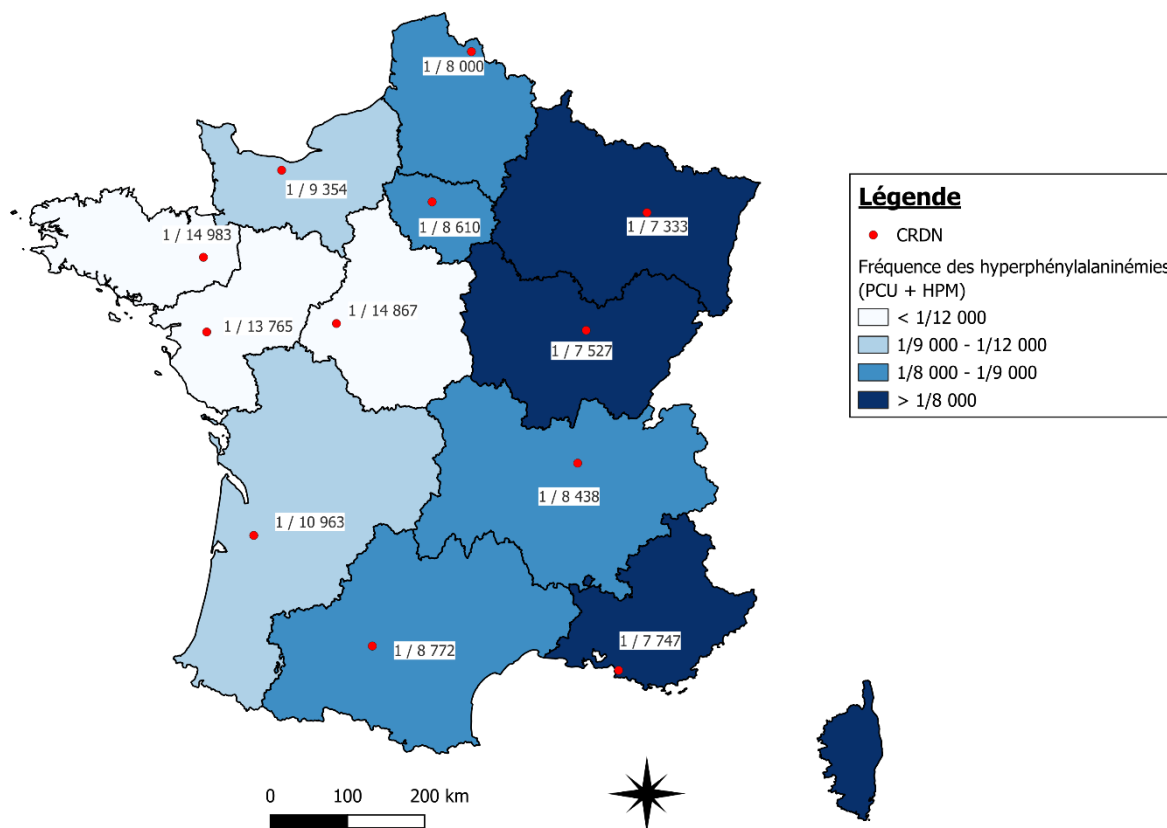 1 / 8 000
1 / 9 354
1 / 8 610
1 / 7 333
1 / 14 983
1 / 13 765
1 / 14 867
1 / 7 527
1 / 8 438
1 / 10 963
1 / 8 772
1 / 7 747
Légende
CRDN
Fréquence des hyperphénylalaninémies
(PCU + HPM)
< 1/12 000
1/9 000 - 1/12 000
1/8 000 - 1/9 000
> 1/8 000
0 100 200 km